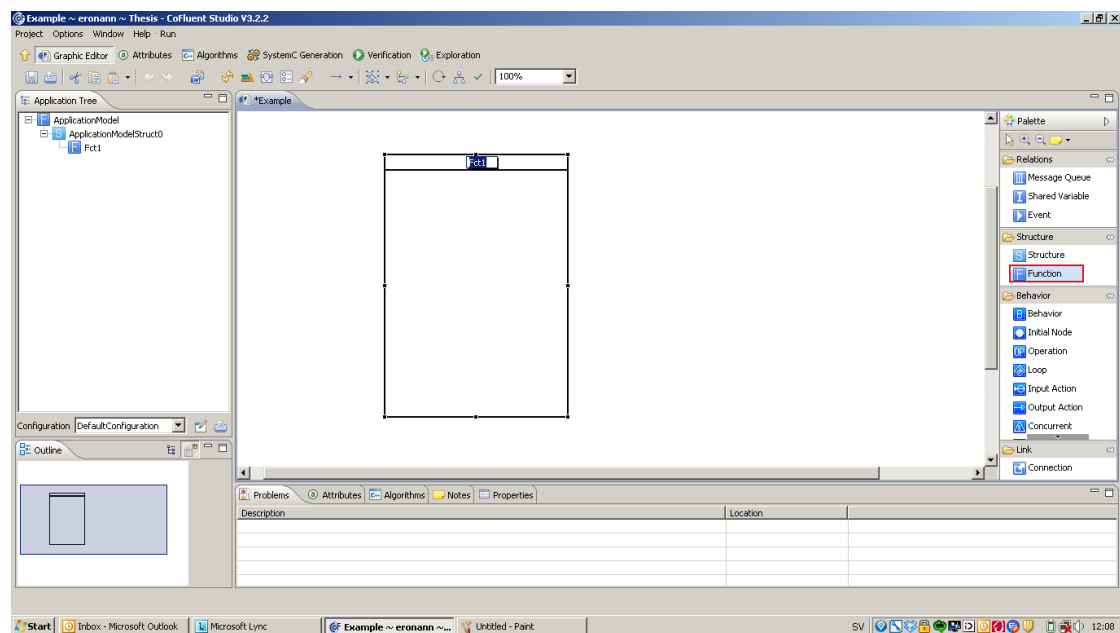 Example ~ eronann ~ Thesis - CoFluent Studio V3.2.2
Project Options Window Help Run
Graphic Editor Attributes Algorithms SystemC Generation Verification Exploration
100%
Application Tree
*Example
ApplicationModel
ApplicationModelStruct0
Fct1
Fct1
Palette
Relations
Message Queue
Shared Variable
Event
Structure
Structure
Function
Behavior
Behavior
Initial Node
Operation
Loop
Input Action
Output Action
Concurrent
Link
Connection
Configuration DefaultConfiguration
Outline
Problems Attributes Algorithms Notes Properties
Description Location
Start Inbox - Microsoft Outlook Microsoft Lync Example ~ eronann ~... Untitled - Paint SV 12:08